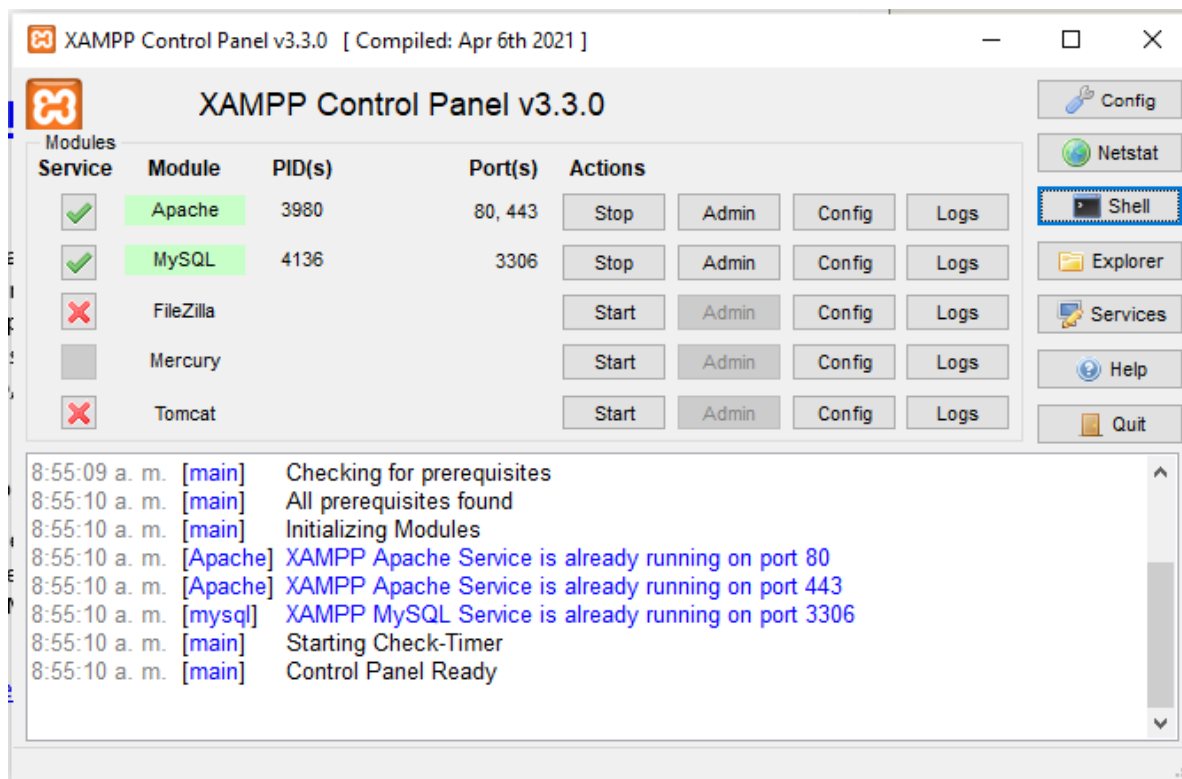 XAMPP Control Panel v3.3.0 [ Compiled: Apr 6th 2021 ]
XAMPP Control Panel v3.3.0
Config
Modules
Service Module PID(s) Port(s) Actions
Netstat
Apache 3980 80, 443 Stop Admin Config Logs
Shell
MySQL 4136 3306 Stop Admin Config Logs
Explorer
FileZilla Start Admin Config Logs
Services
Mercury Start Admin Config Logs
Help
Tomcat Start Admin Config Logs
Quit
8:55:09 a. m. [main] Checking for prerequisites
8:55:10 a. m. [main] All prerequisites found
8:55:10 a. m. [main] Initializing Modules
8:55:10 a. m. [Apache] XAMPP Apache Service is already running on port 80
8:55:10 a. m. [Apache] XAMPP Apache Service is already running on port 443
8:55:10 a. m. [mysql] XAMPP MySQL Service is already running on port 3306
8:55:10 a. m. [main] Starting Check-Timer
8:55:10 a. m. [main] Control Panel Ready